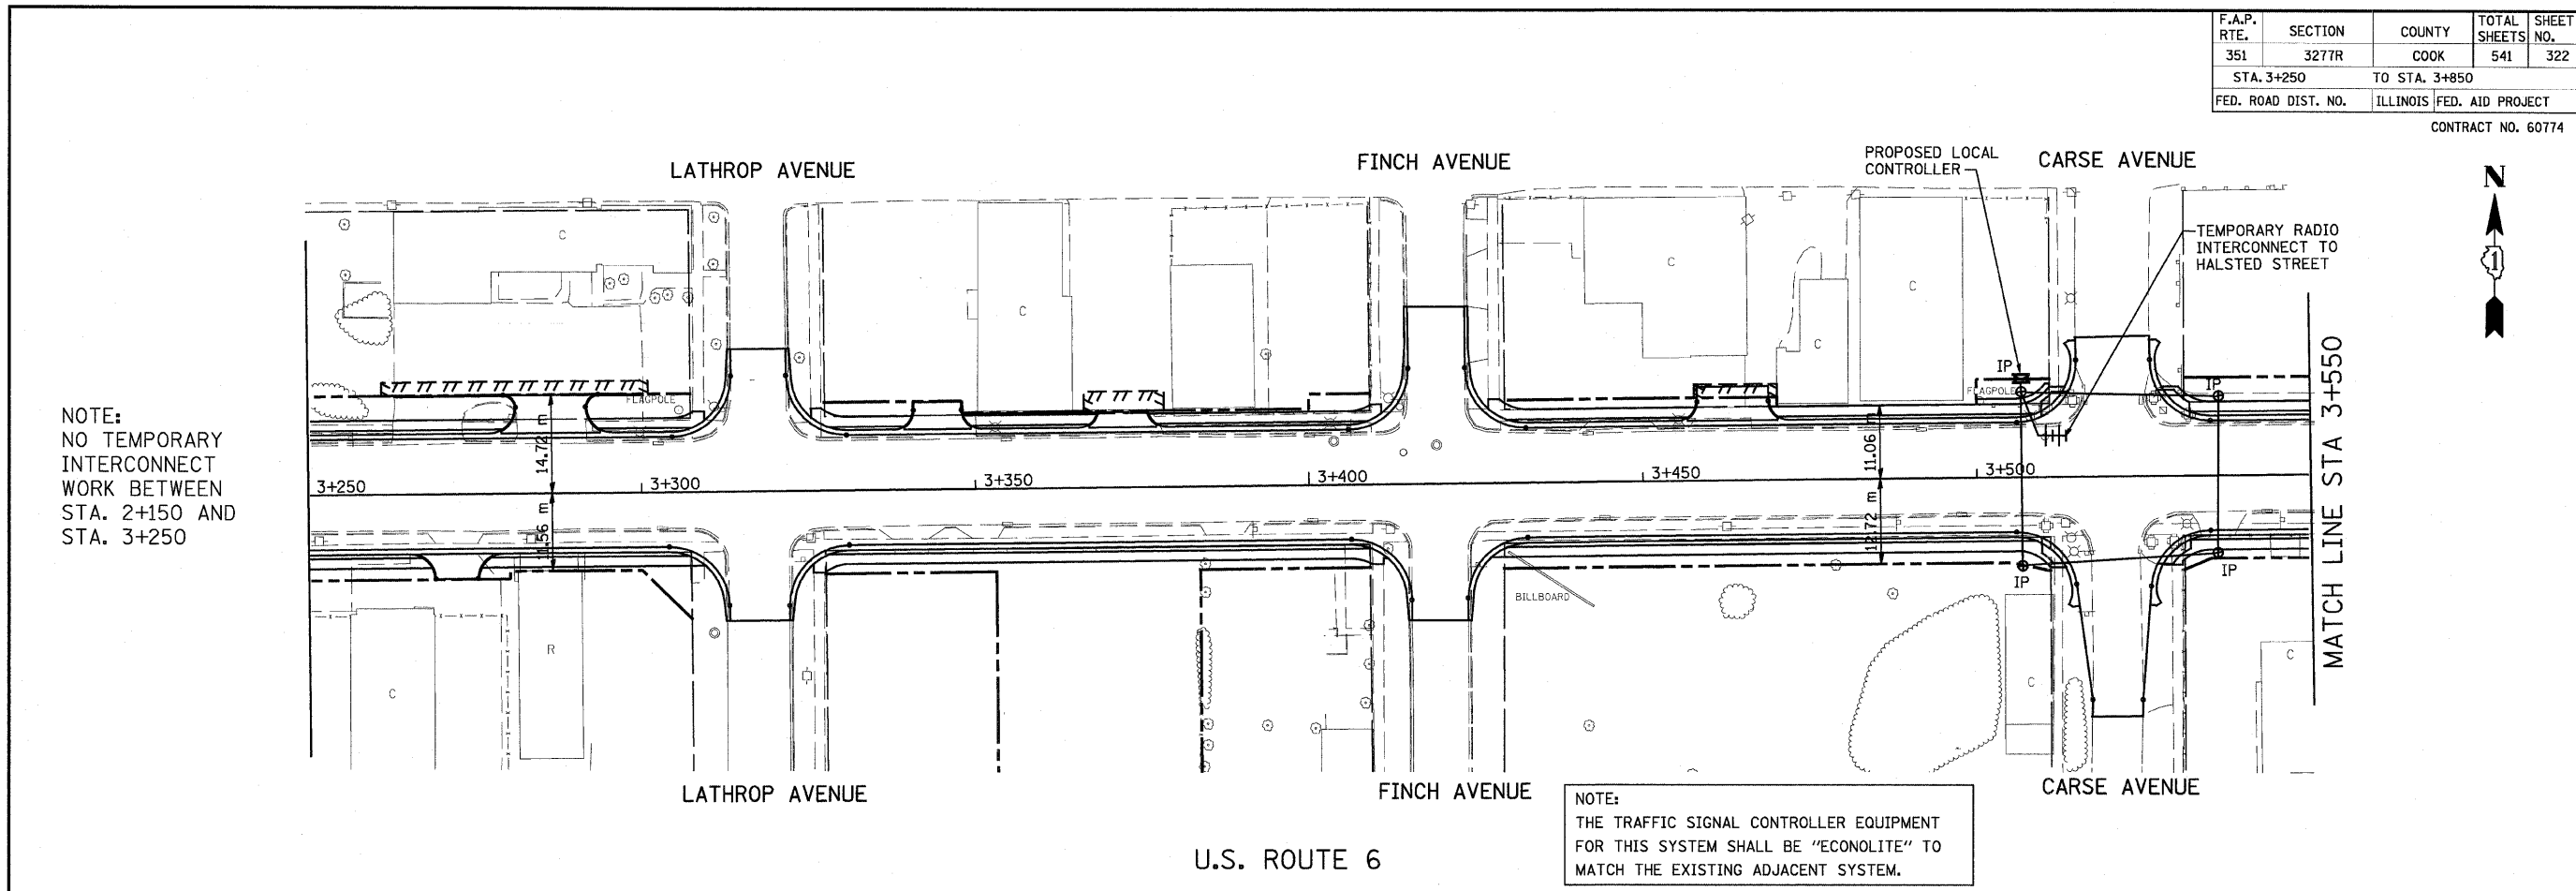 F.A.P. RTE. SECTION COUNTY TOTAL SHEETS SHEET NO.
351 3277R COOK 541 322
STA. 3+250 TO STA. 3+850
FED. ROAD DIST. NO. ILLINOIS FED. AID PROJECT
CONTRACT NO. 60774
LATHROP AVENUE
FINCH AVENUE
PROPOSED LOCAL
CONTROLLER
CARSE AVENUE
N
1
TEMPORARY RADIO
INTERCONNECT TO
HALSTED STREET
C
C
C
C
C
IP
IP
FLAGPOLE
FLAGPOLE
NOTE:
NO TEMPORARY
INTERCONNECT
WORK BETWEEN
STA. 2+150 AND
STA. 3+250
14.72 m
11.06 m
3+250
3+300
3+350
3+400
3+450
3+500
11.56 m
12.72 m
MATCH LINE STA 3+550
IP
IP
BILLBOARD
R
C
C
C
LATHROP AVENUE
FINCH AVENUE
CARSE AVENUE
NOTE:
THE TRAFFIC SIGNAL CONTROLLER EQUIPMENT
FOR THIS SYSTEM SHALL BE "ECONOLITE" TO
MATCH THE EXISTING ADJACENT SYSTEM.
U.S. ROUTE 6